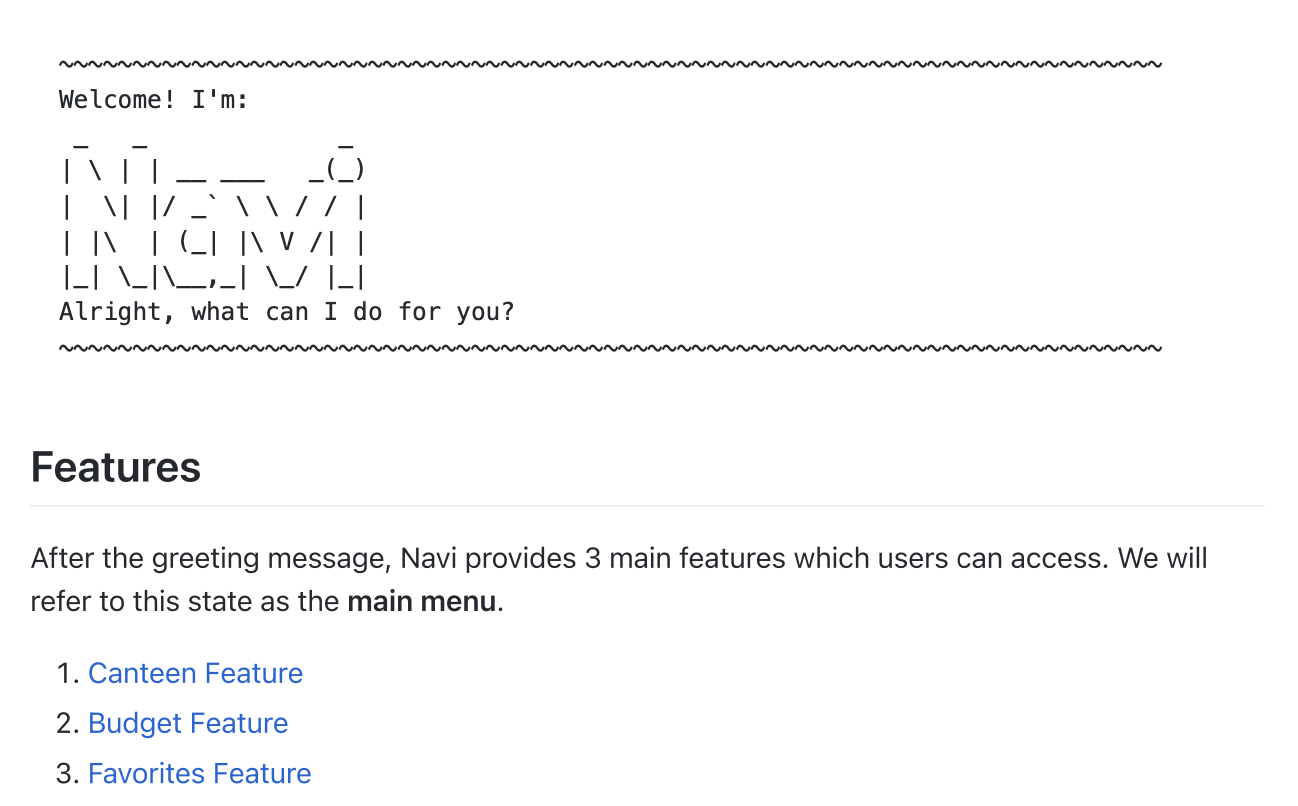 ~~~~~~~~~~~~~~~~~~~~~~~~~~~~~~~~~~~~~~~~~~~~~~~~~~~~~~~~~~~~~~~~~~~~~~~~~~~
Welcome! I'm:
 _   _             _
| \ | | __ ___   _(_)
|  \| |/ _` \ \ / / |
| |\  | (_| |\ V /| |
|_| \_|\__,_| \_/ |_|
Alright, what can I do for you?
~~~~~~~~~~~~~~~~~~~~~~~~~~~~~~~~~~~~~~~~~~~~~~~~~~~~~~~~~~~~~~~~~~~~~~~~~~~
Features
After the greeting message, Navi provides 3 main features which users can access. We will
refer to this state as the main menu.
1. Canteen Feature
2. Budget Feature
3. Favorites Feature